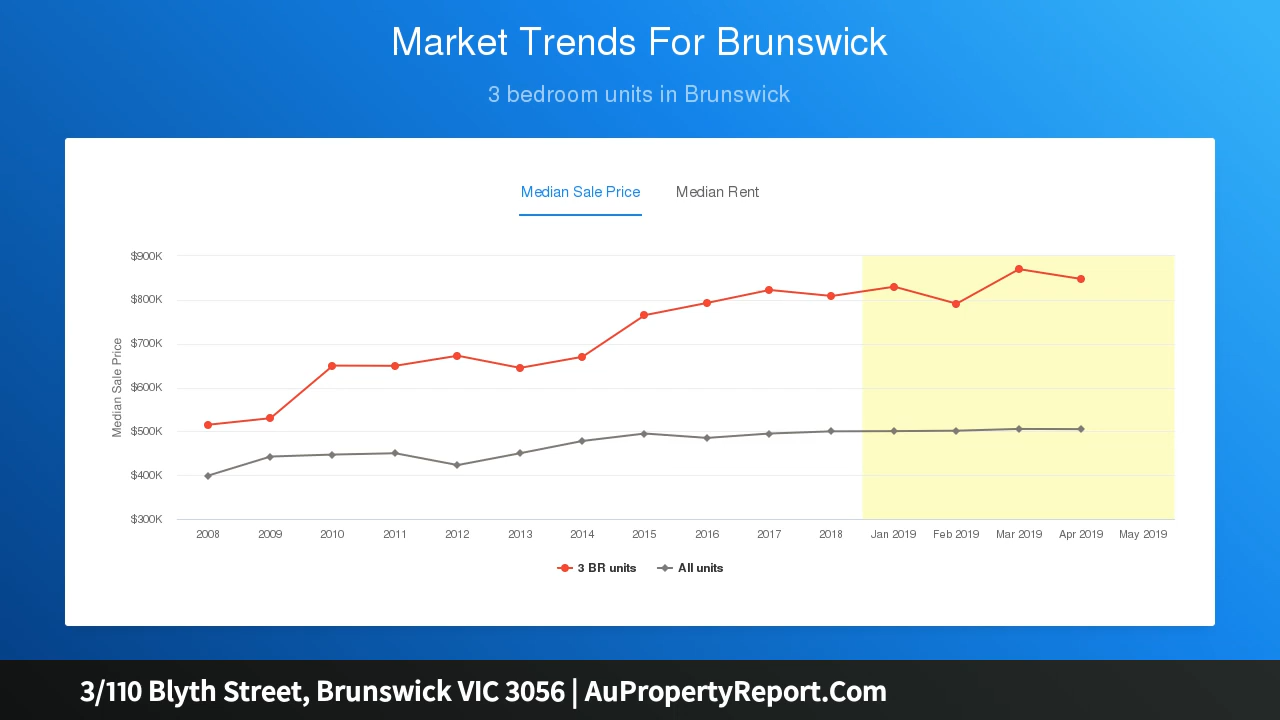 Market Trends For Brunswick
3 bedroom units in Brunswick
Median Sale Price Median Rent
Median Sale Price
$900K
$800K
$700K
$600K
$500K
$400K
$300K
2008 2009 2010 2011 2012 2013 2014 2015 2016 2017 2018 Jan 2019 Feb 2019 Mar 2019 Apr 2019 May 2019
3 BR units All units
3/110 Blyth Street, Brunswick VIC 3056 | AuPropertyReport.Com